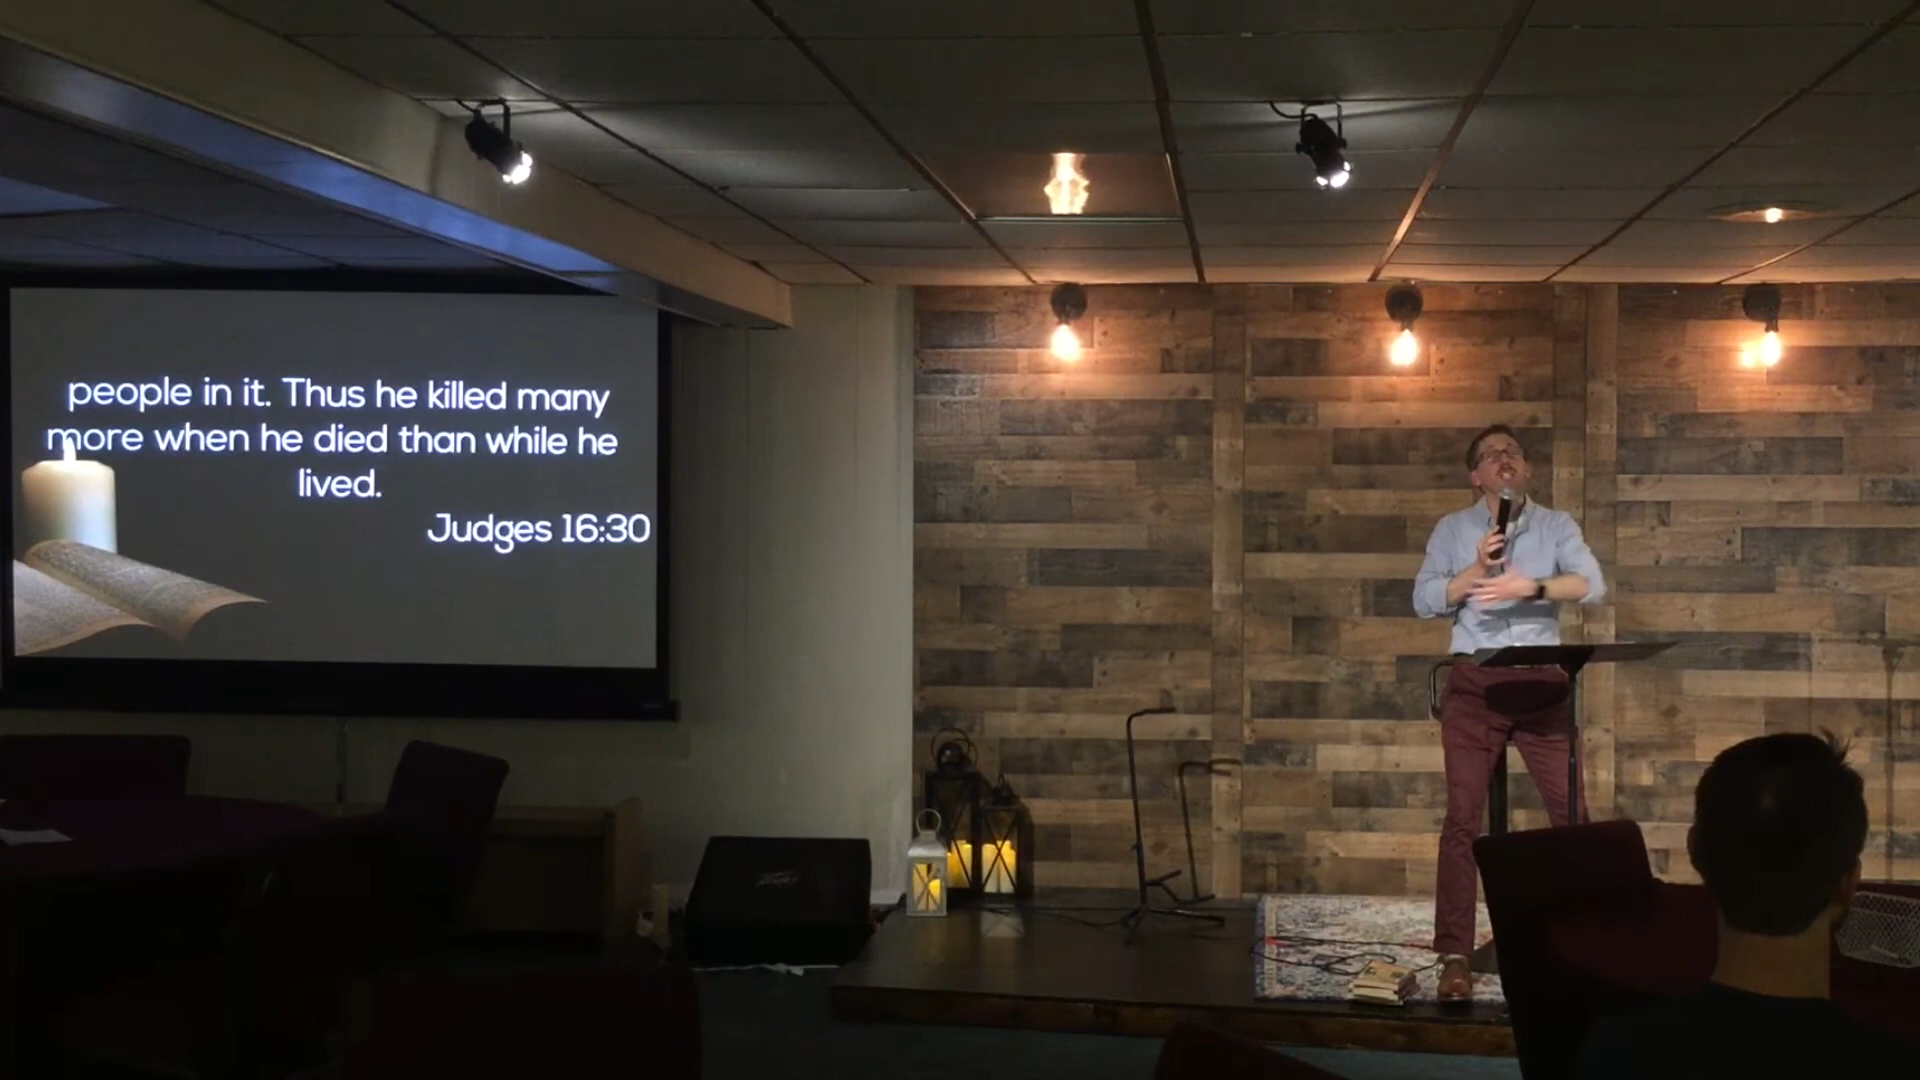 people in it. Thus he killed many
more when he died than while he
lived.
Judges 16:30